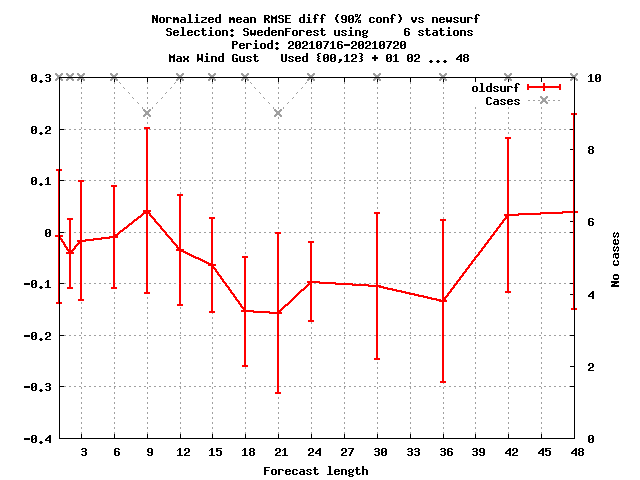 Normalized mean RMSE diff (90% conf) vs newsurf
Selection: SwedenForest using     6 stations
Period: 20210716-20210720
Max Wind Gust   Used {00,12} + 01 02 ... 48
oldsurf
Cases
0.3
0.2
0.1
0
-0.1
-0.2
-0.3
-0.4
10
8
6
4
2
0
No cases
3 6 9 12 15 18 21 24 27 30 33 36 39 42 45 48
Forecast length